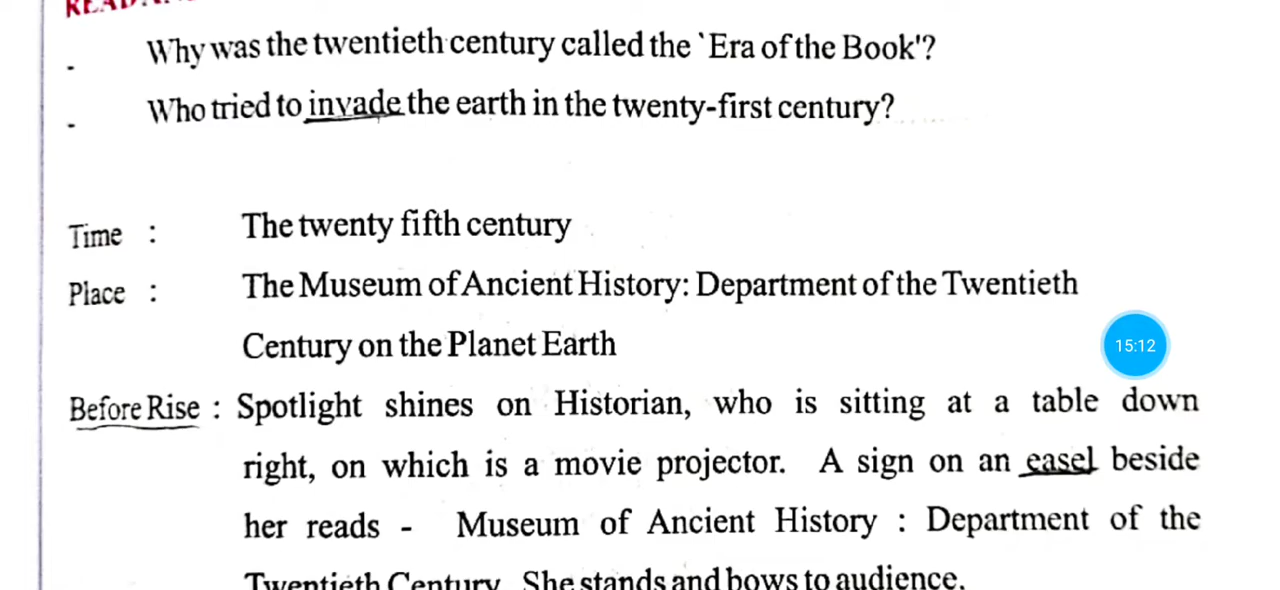 Why was the twentieth century called the `Era of the Book'?
Who tried to invade the earth in the twenty-first century?
Time : The twenty fifth century
Place : The Museum of Ancient History: Department of the Twentieth
Century on the Planet Earth
15:12
Before Rise : Spotlight shines on Historian, who is sitting at a table down
right, on which is a movie projector. A sign on an easel beside
her reads - Museum of Ancient History : Department of the
Twentieth Century. She stands and bows to audience.